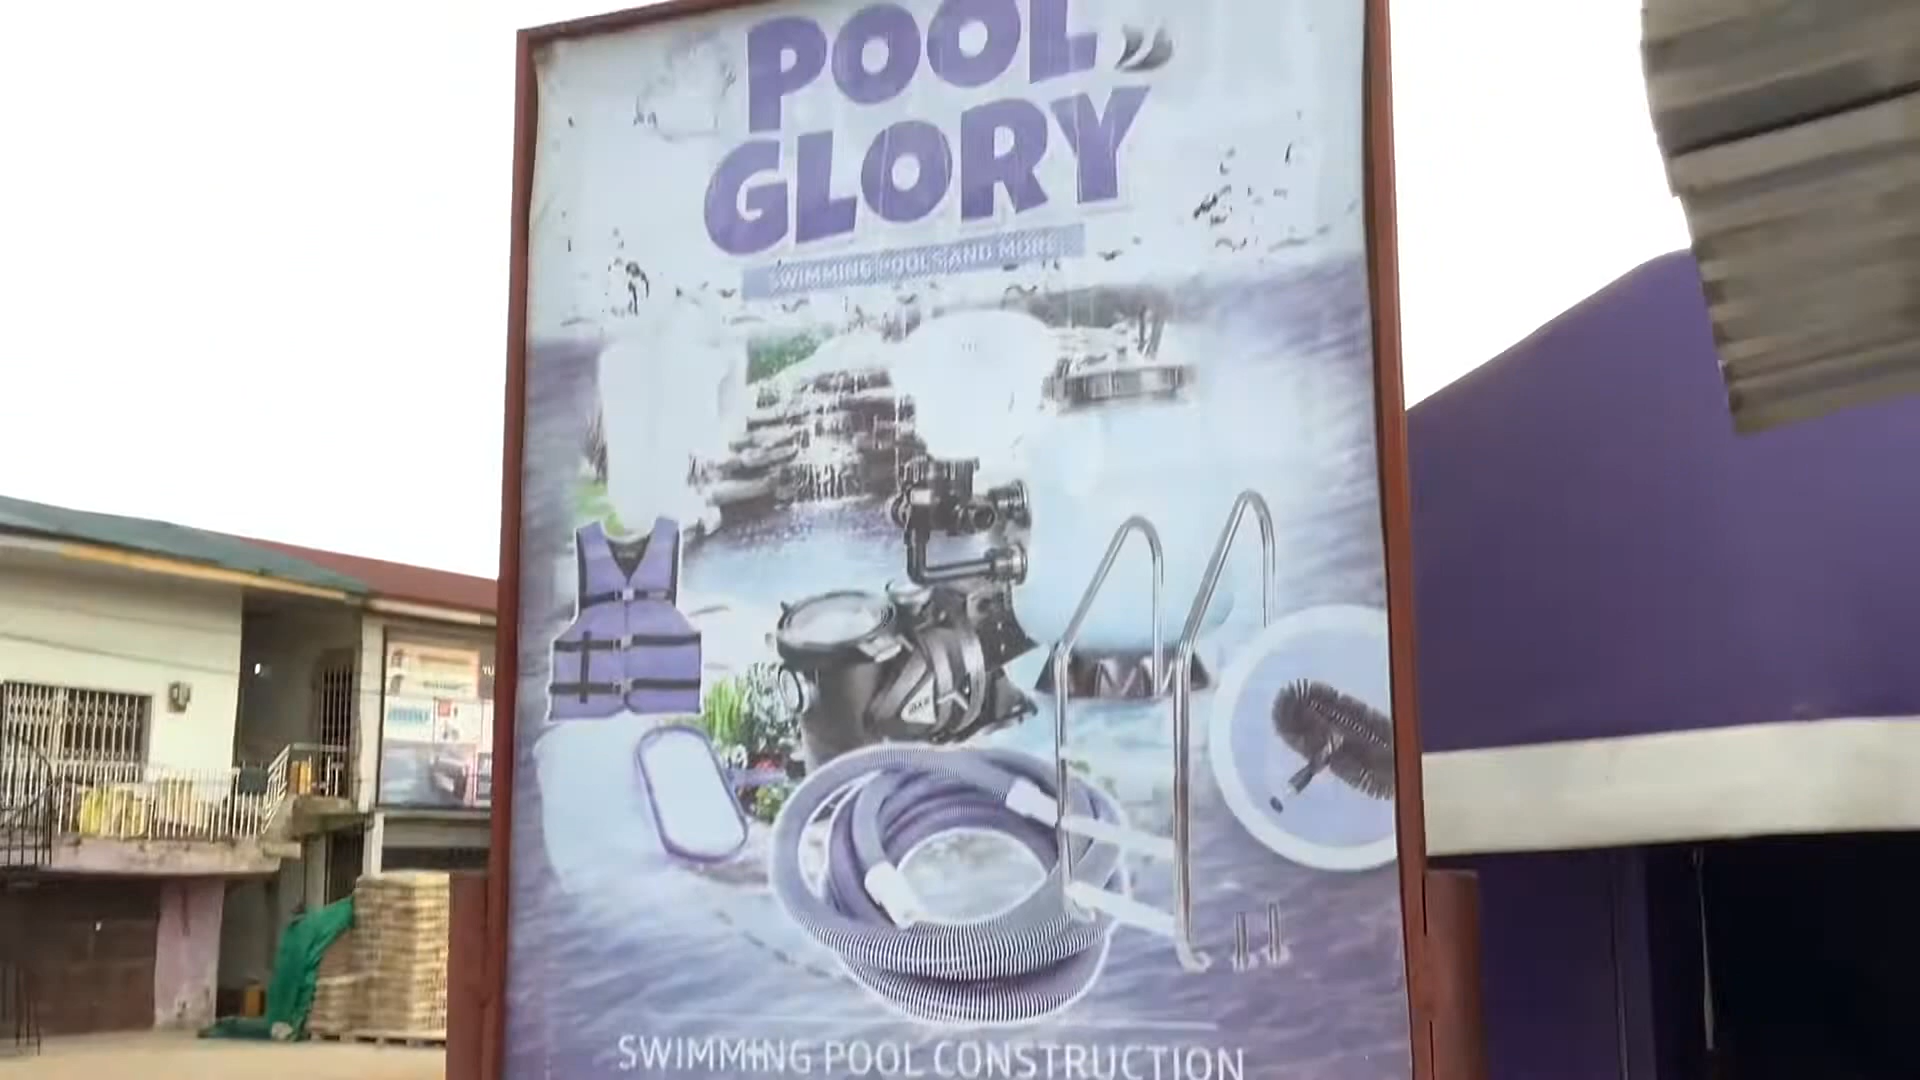 POOL
GLORY
SWIMMING POOLS AND MORE
SWIMMING POOL CONSTRUCTION